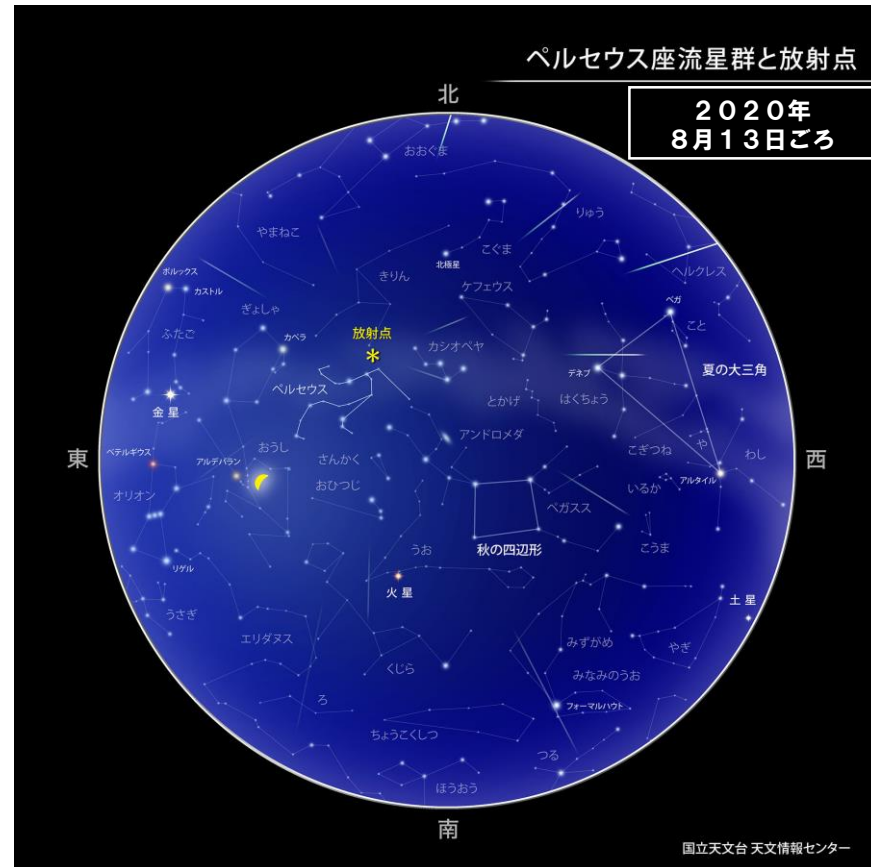 ペルセウス座流星群と放射点
2020年
8月13日ごろ
北
おおぐま
りゅう
やまねこ
こぐま
北極星
きりん
ヘルクレス
ポルックス
カストル
ケフェウス
ベガ
ぎょしゃ
こと
カペラ
放射点
カシオペヤ
ふたご
デネブ
夏の大三角
ペルセウス
とかげ
はくちょう
金星
アンドロメダ
や
おうし
こぎつね
わし
東
ベテルギウス
アルデバラン
さんかく
西
おひつじ
いるか
アルタイル
オリオン
ペガスス
うお
秋の四辺形
こうま
リゲル
火星
土星
うさぎ
エリダヌス
みずがめ
やぎ
くじら
みなみのうお
ろ
フォーマルハウト
ちょうこくしつ
つる
ほうおう
南
国立天文台 天文情報センター